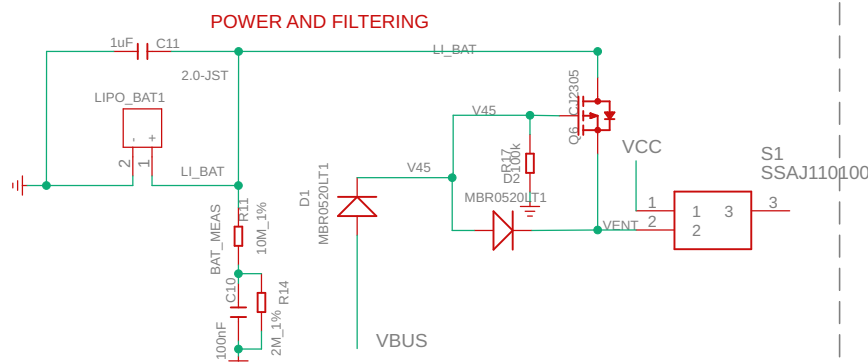 POWER AND FILTERING
1uF
C11
LI_BAT
2.0-JST
LIPO_BAT1
-
+
2
1
LI_BAT
V45
CJ2305
Q6
R17
100k
V45
D2
MBR0520LT1
VCC
S1
SSAJ110100
1
1
3
3
2
2
VENT
D1
MBR0520LT1
BAT_MEAS
R11
10M_1%
C10
100nF
R14
2M_1%
VBUS